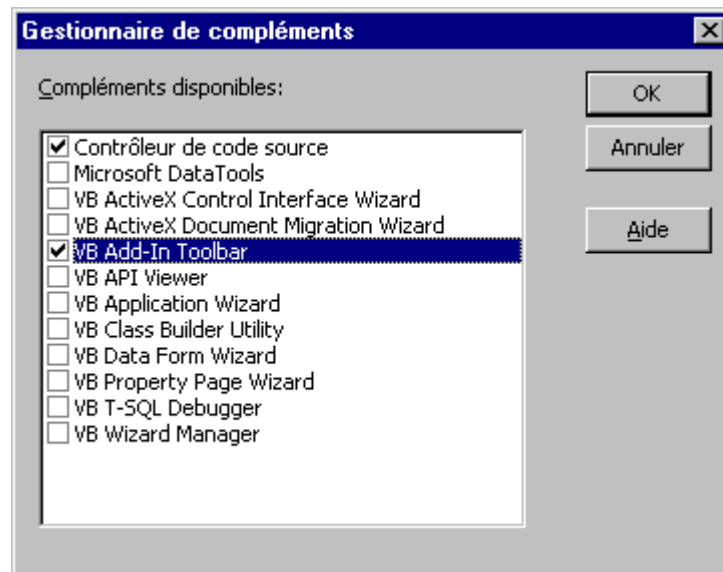 Gestionnaire de compléments
Compléments disponibles:
OK
Contrôleur de code source
Annuler
Microsoft DataTools
VB ActiveX Control Interface Wizard
VB ActiveX Document Migration Wizard
Aide
VB Add-In Toolbar
VB API Viewer
VB Application Wizard
VB Class Builder Utility
VB Data Form Wizard
VB Property Page Wizard
VB T-SQL Debugger
VB Wizard Manager